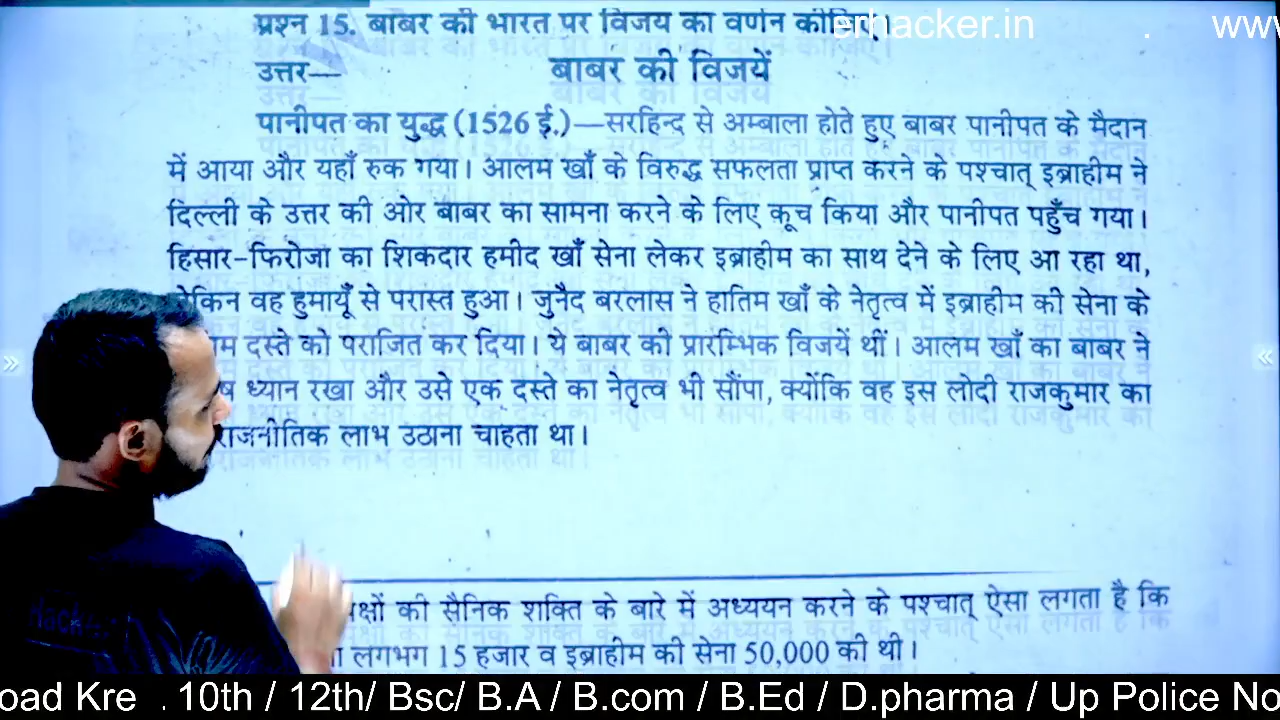 प्रश्न 15. बाबर की भारत पर विजय का वर्णन
erhacker.in . www
उत्तर—
बाबर की विजयें
पानीपत का युद्ध (1526 ई.)—सरहिन्द से अम्बाला होते हुए बाबर पानीपत के मैदान
में आया और यहाँ रुक गया। आलम खाँ के विरुद्ध सफलता प्राप्त करने के पश्चात् इब्राहीम ने
दिल्ली के उत्तर की ओर बाबर का सामना करने के लिए कूच किया और पानीपत पहुँच गया।
हिसार-फिरोजा का शिकदार हमीद खाँ सेना लेकर इब्राहीम का साथ देने के लिए आ रहा था,
वह हुमायूँ से परास्त हुआ। जुनैद बरलास ने हातिम खाँ के नेतृत्व में इब्राहीम की सेना के
दस्ते को पराजित कर दिया। ये बाबर की प्रारम्भिक विजयें थीं। आलम खाँ का बाबर ने
ध्यान रखा और उसे एक दस्ते का नेतृत्व भी सौंपा, क्योंकि वह इस लोदी राजकुमार का
राजनीतिक लाभ उठाना चाहता था।
की सैनिक शक्ति के बारे में अध्ययन करने के पश्चात् ऐसा लगता है कि
लगभग 15 हजार व इब्राहीम की सेना 50,000 की थी।
oad Kre . 10th / 12th/ Bsc/ B.A / B.com / B.Ed / D.pharma / Up Police No